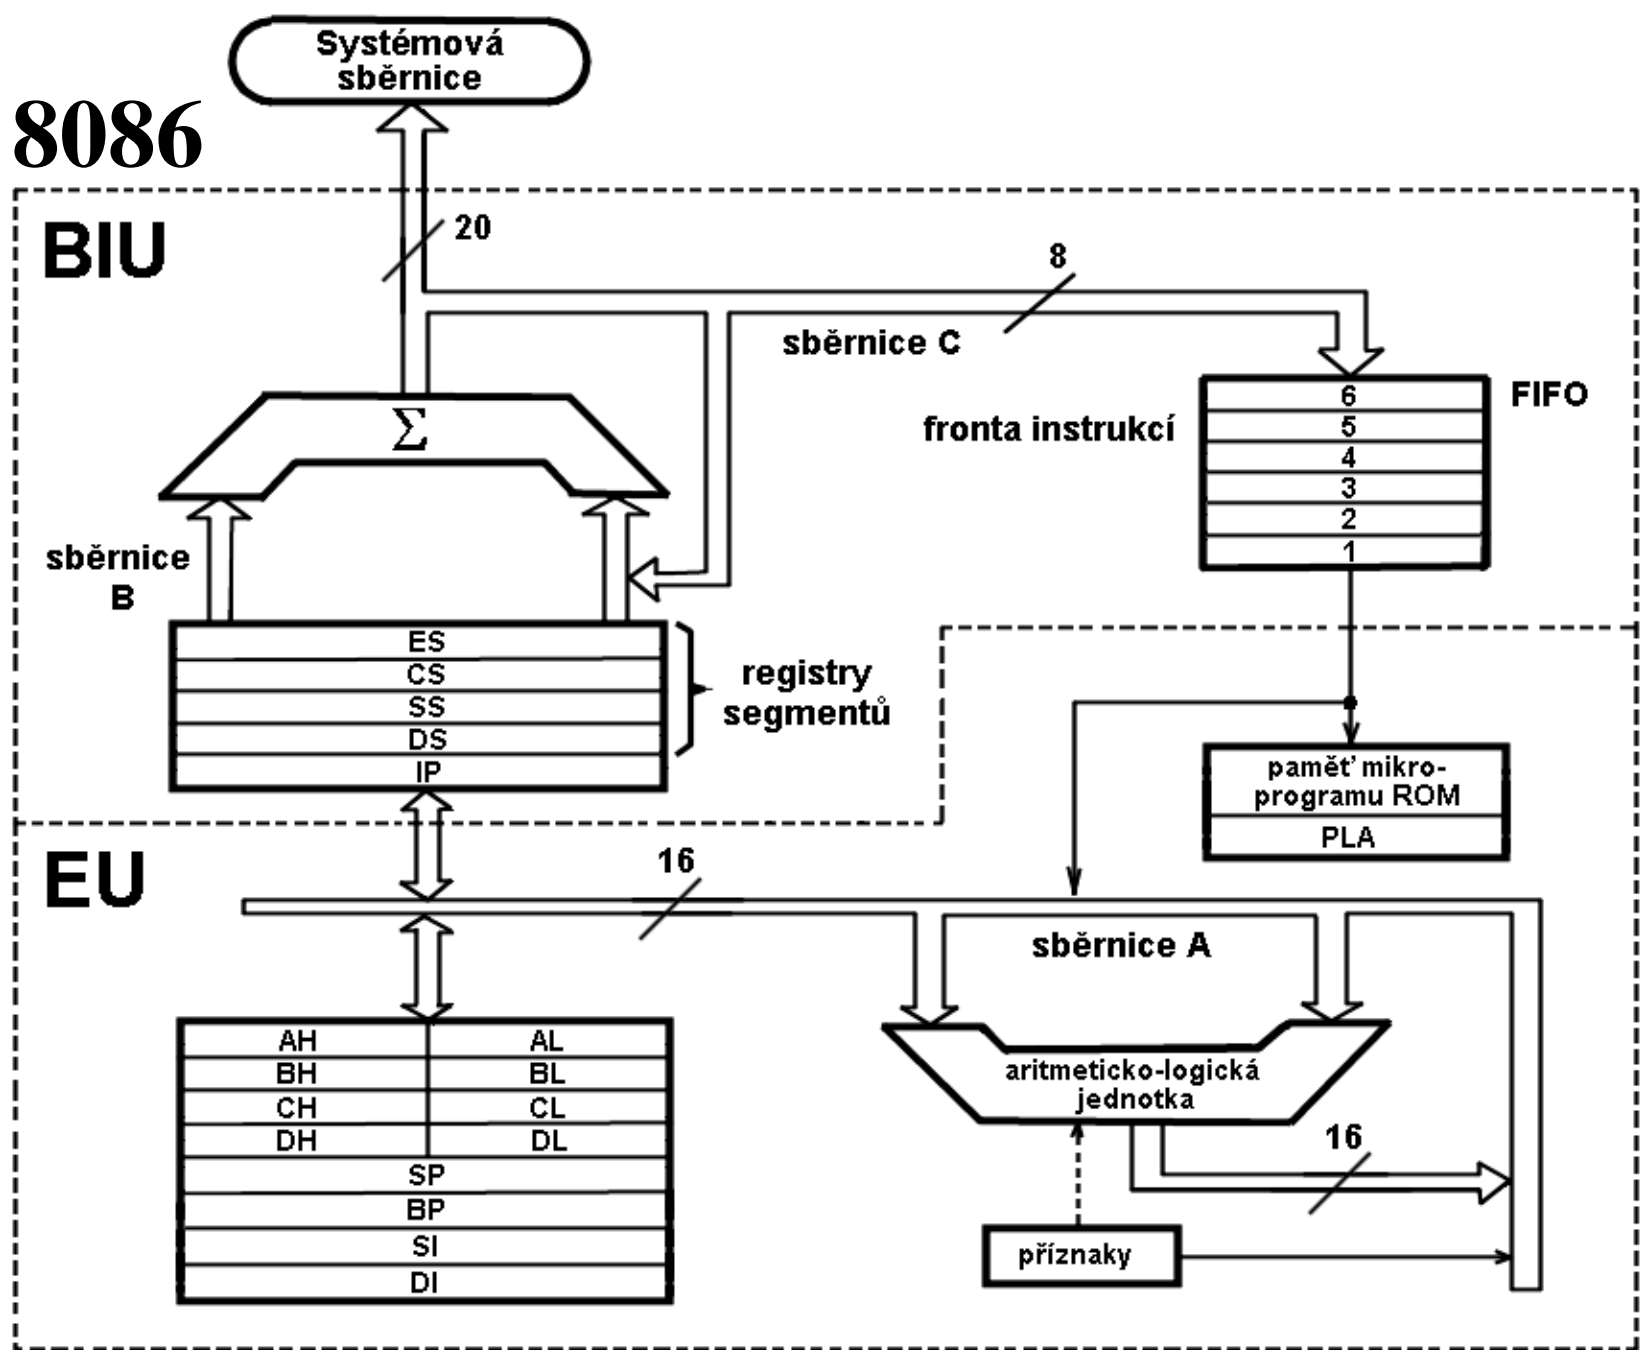 Systémová
sběrnice
8086
BIU
20
8
sběrnice C
6
5
4
3
2
1
FIFO
fronta instrukcí
Σ
sběrnice
B
ES
CS
SS
DS
IP
registry
segmentů
paměť mikro-
programu ROM
PLA
EU
16
sběrnice A
AH AL
BH BL
CH CL
DH DL
SP
BP
SI
DI
aritmeticko-logická
jednotka
16
příznaky